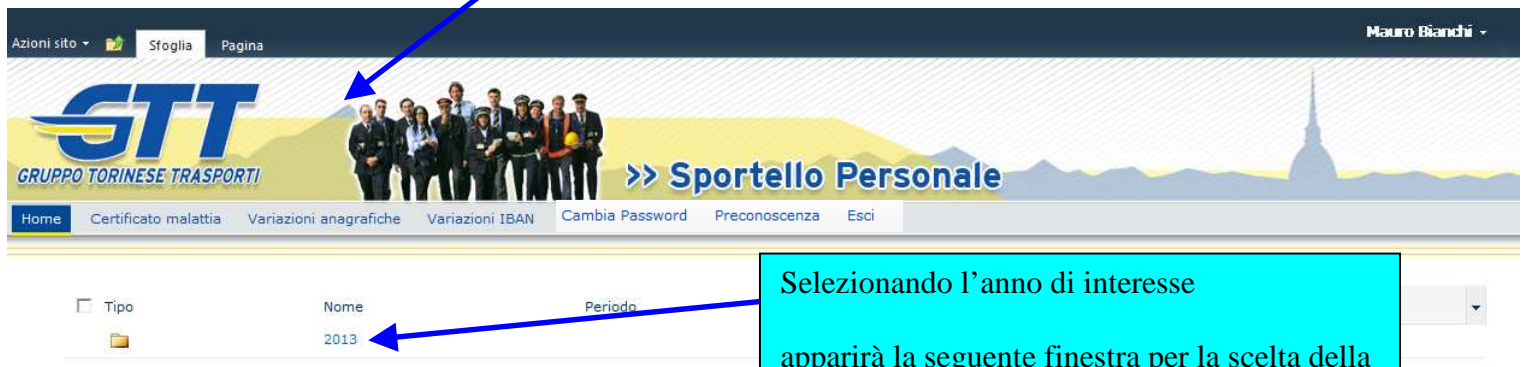 Azioni sito Sfoglia Pagina Mauro Bianchi
GTT
GRUPPO TORINESE TRASPORTI
>> Sportello Personale
Home Certificato malattia Variazioni anagrafiche Variazioni IBAN Cambia Password Preconoscenza Esci
Tipo Nome Periodo
2013
Selezionando l’anno di interesse
apparirà la seguente finestra per la scelta della